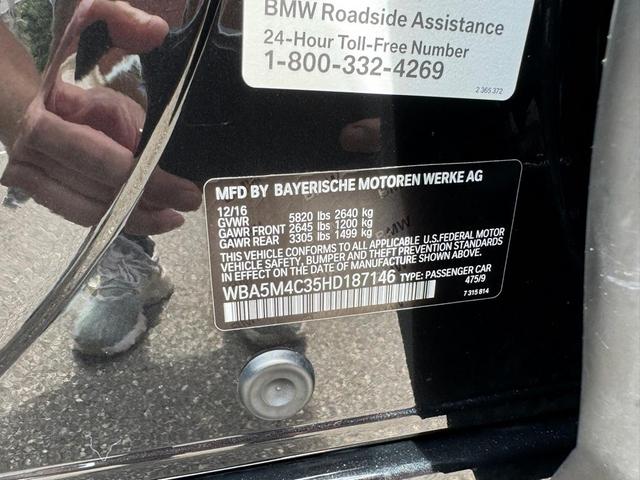 BMW Roadside Assistance
24-Hour Toll-Free Number
1-800-332-4269
2 365 372
MFD BY BAYERISCHE MOTOREN WERKE AG
12/16
GVWR 5820 lbs 2640 kg
GAWR FRONT 2645 lbs 1200 kg
GAWR REAR 3305 lbs 1499 kg
THIS VEHICLE CONFORMS TO ALL APPLICABLE U.S.FEDERAL MOTOR
VEHICLE SAFETY, BUMPER AND THEFT PREVENTION STANDARDS
IN EFFECT ON THE DATE OF MANUFACTURE SHOWN ABOVE.
WBA5M4C35HD187146 TYPE: PASSENGER CAR
475/9
7 315 814